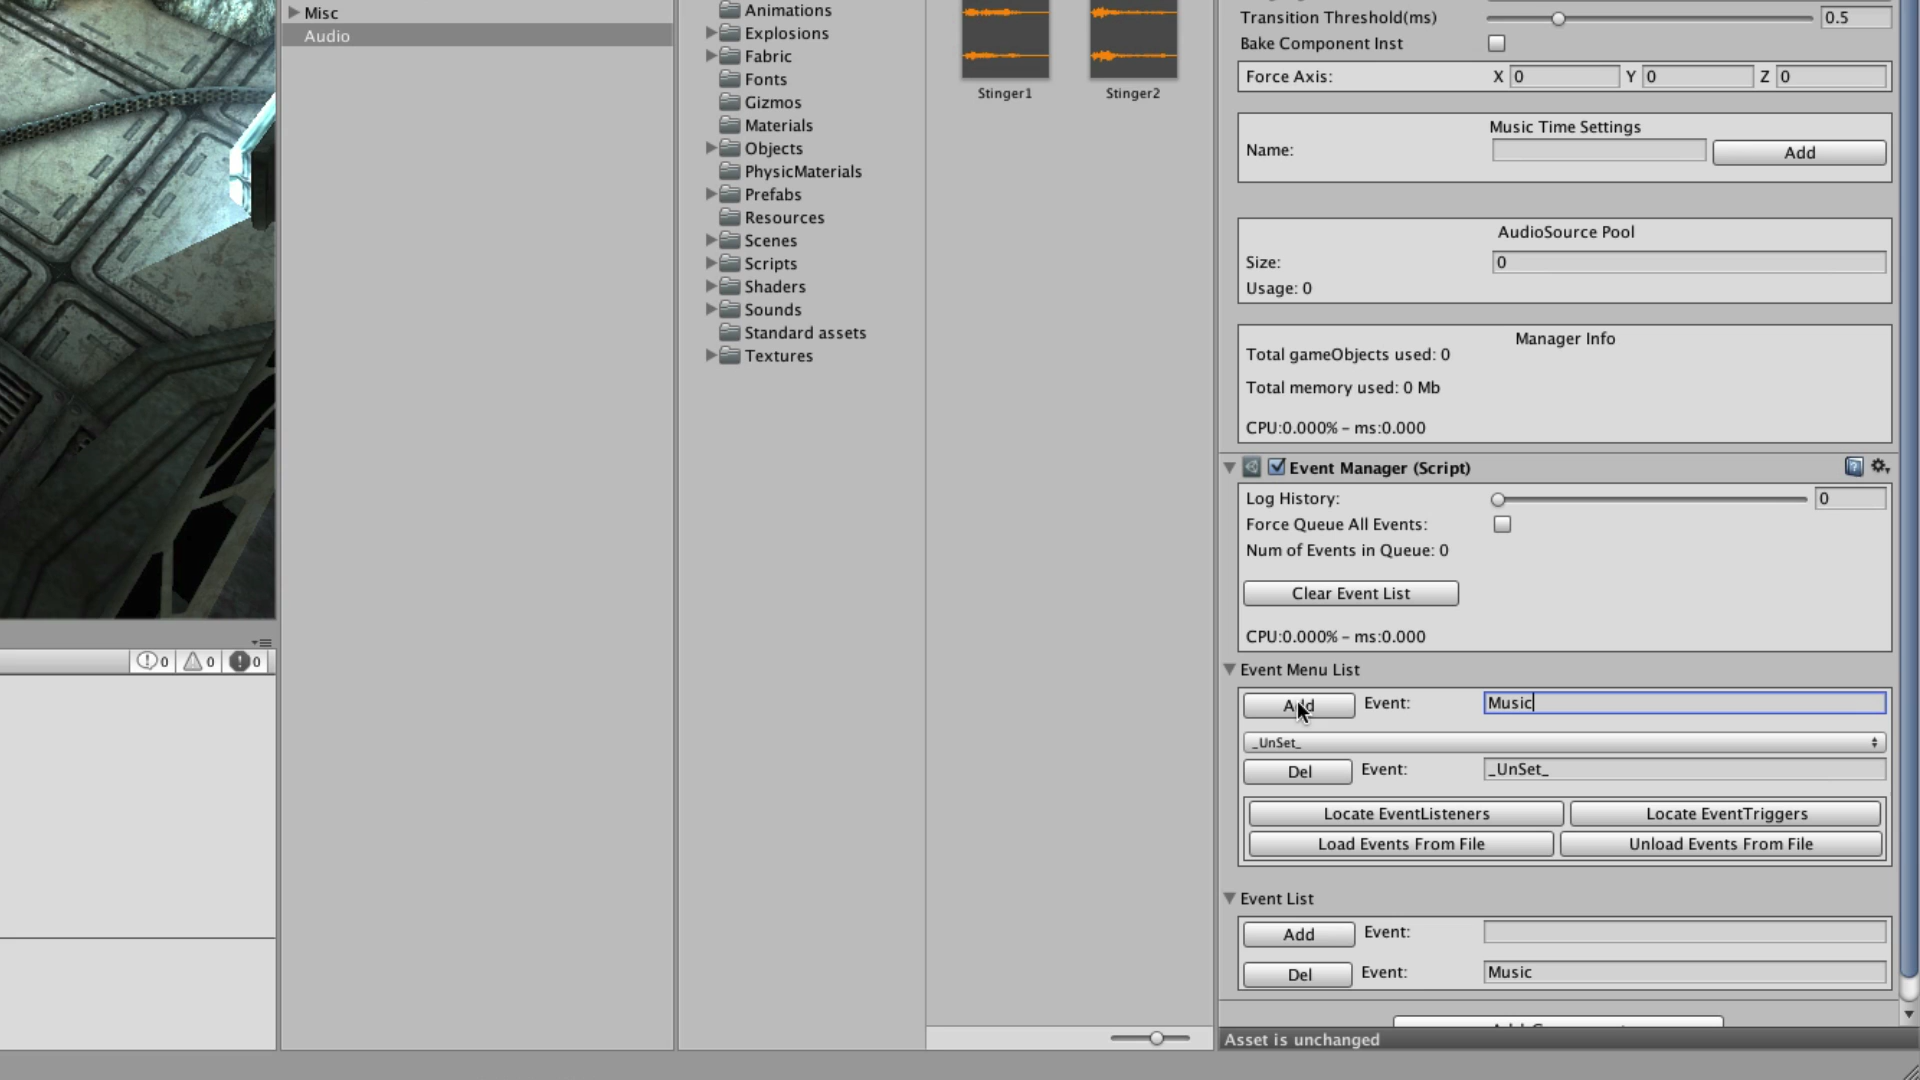 Misc
Audio
Animations
Explosions
Fabric
Fonts
Gizmos
Materials
Objects
PhysicMaterials
Prefabs
Resources
Scenes
Scripts
Shaders
Sounds
Standard assets
Textures
Stinger1
Stinger2
0 0 0
Transition Threshold(ms) 0.5
Bake Component Inst
Force Axis: X 0 Y 0 Z 0
Music Time Settings
Name: Add
AudioSource Pool
Size: 0
Usage: 0
Manager Info
Total gameObjects used: 0
Total memory used: 0 Mb
CPU:0.000% - ms:0.000
Event Manager (Script)
Log History: 0
Force Queue All Events:
Num of Events in Queue: 0
Clear Event List
CPU:0.000% - ms:0.000
Event Menu List
Add Event: Music
_UnSet_
Del Event: _UnSet_
Locate EventListeners Locate EventTriggers
Load Events From File Unload Events From File
Event List
Add Event:
Del Event: Music
Asset is unchanged